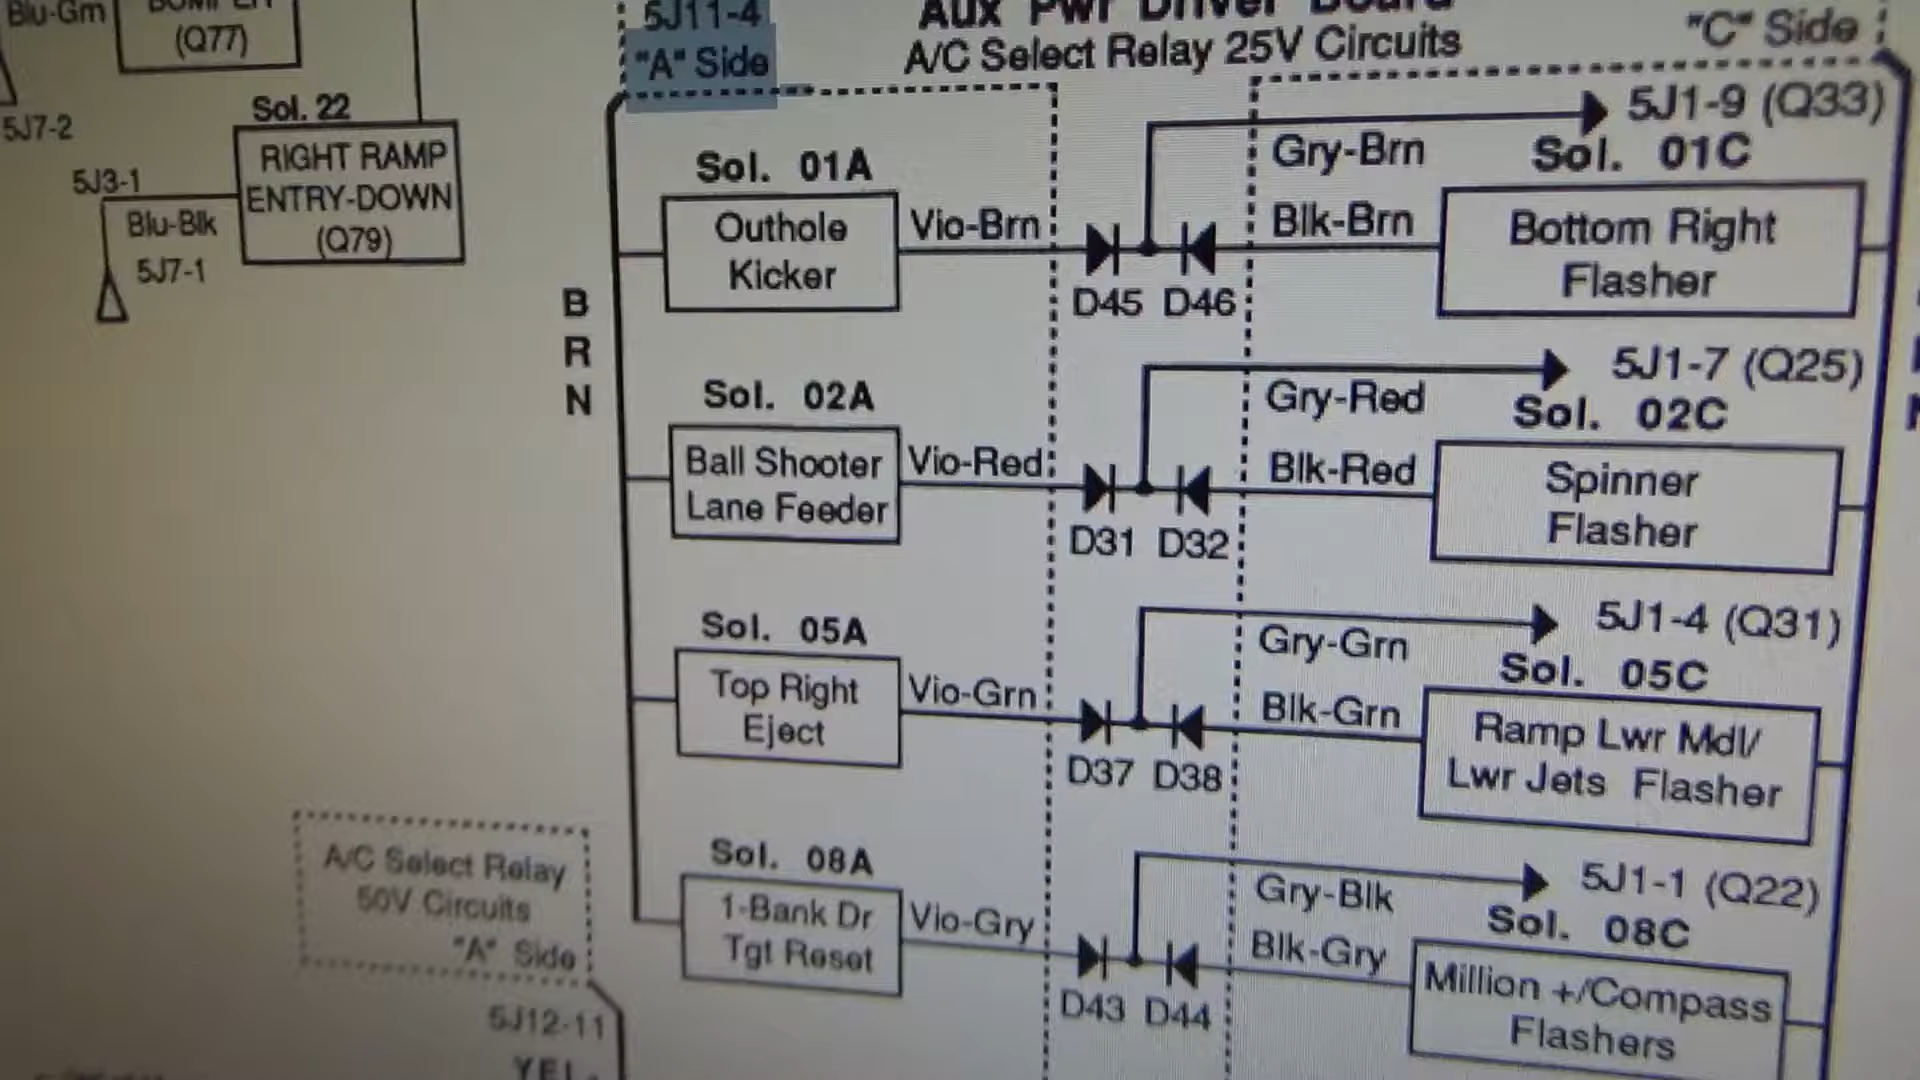 Blu-Grn
(Q77)
5J7-2
Sol. 22
RIGHT RAMP
ENTRY-DOWN
(Q79)
5J3-1
Blu-Blk
5J7-1
5J11-4
"A" Side
Aux Pwr Driver Board
A/C Select Relay 25V Circuits
"C" Side
B
R
N
Sol. 01A
Outhole
Kicker
Vio-Brn
D45 D46
Gry-Brn
Blk-Brn
5J1-9 (Q33)
Sol. 01C
Bottom Right
Flasher
Sol. 02A
Ball Shooter
Lane Feeder
Vio-Red
D31 D32
Gry-Red
Blk-Red
5J1-7 (Q25)
Sol. 02C
Spinner
Flasher
Sol. 05A
Top Right
Eject
Vio-Grn
D37 D38
Gry-Grn
Blk-Grn
5J1-4 (Q31)
Sol. 05C
Ramp Lwr Mdl/
Lwr Jets Flasher
Sol. 08A
1-Bank Dr
Tgt Reset
Vio-Gry
D43 D44
Gry-Blk
Blk-Gry
5J1-1 (Q22)
Sol. 08C
Million +/Compass
Flashers
A/C Select Relay
50V Circuits
"A" Side
5J12-11
YEL